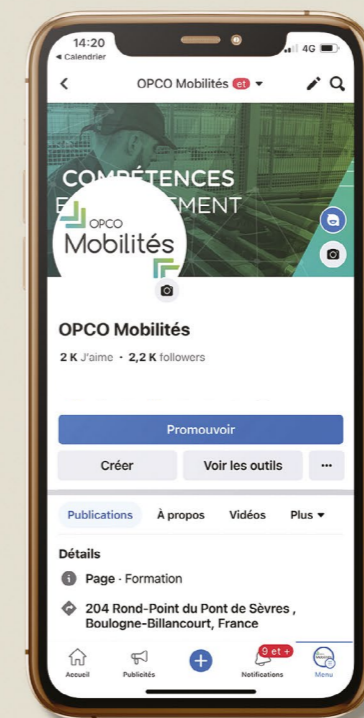 14:20
4G
◀ Calendrier
OPCO Mobilités et ▼
COMPÉTENCES
MENT
OPCO
Mobilités
OPCO Mobilités
2 K J'aime · 2,2 K followers
Promouvoir
Créer
Voir les outils
...
Publications
À propos
Vidéos
Plus ▼
Détails
Page · Formation
204 Rond-Point du Pont de Sèvres ,
Boulogne-Billancourt, France
9 et +
Accueil
Publicités
Notifications
Menu